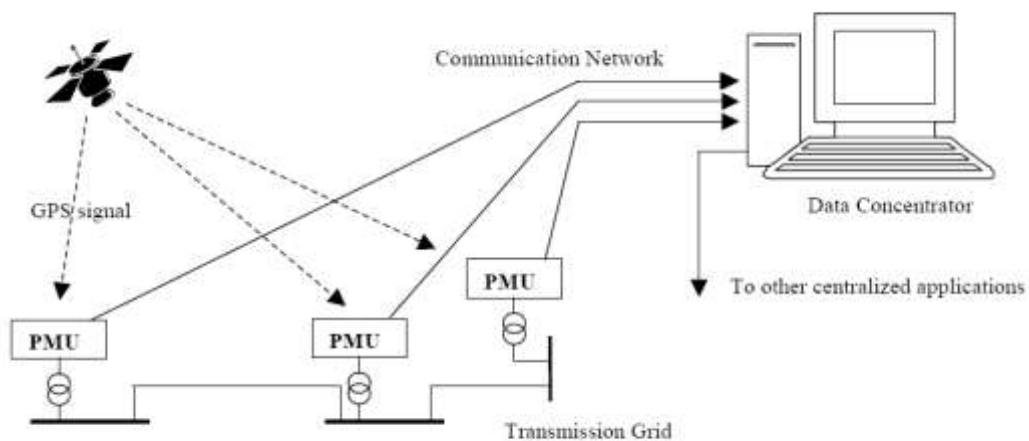 Communication Network
GPS signal
Data Concentrator
PMU
To other centralized applications
PMU
PMU
Transmission Grid